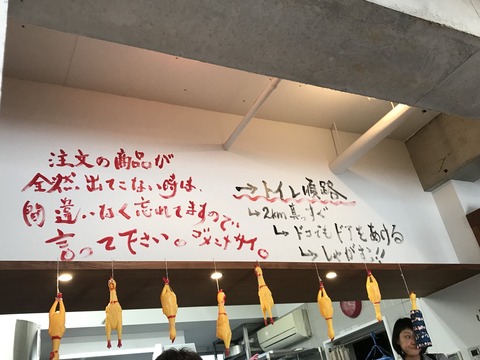 注文の商品が
全然出てこない時は、
間違いなく忘れてますので、
言って下さい。ゴメンナサイ。
→トイレ順路
↳2km真っすぐ
↳ドコでもドアをあける
↳しゃがむ!!